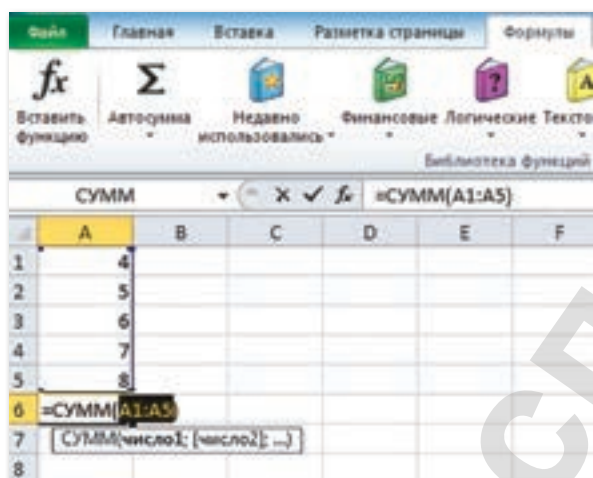 Файл Главная Вставка Разметка страницы Формулы
fx Σ ? A
Вставить функцию Автосумма Недавно использовались Финансовые Логические Тексто
Библиотека функций
СУММ fx =СУММ(A1:A5)
A B C D E F
1 4
2 5
3 6
4 7
5 8
6 =СУММ(A1:A5)
7 СУММ(число1; [число2]; ...)
8